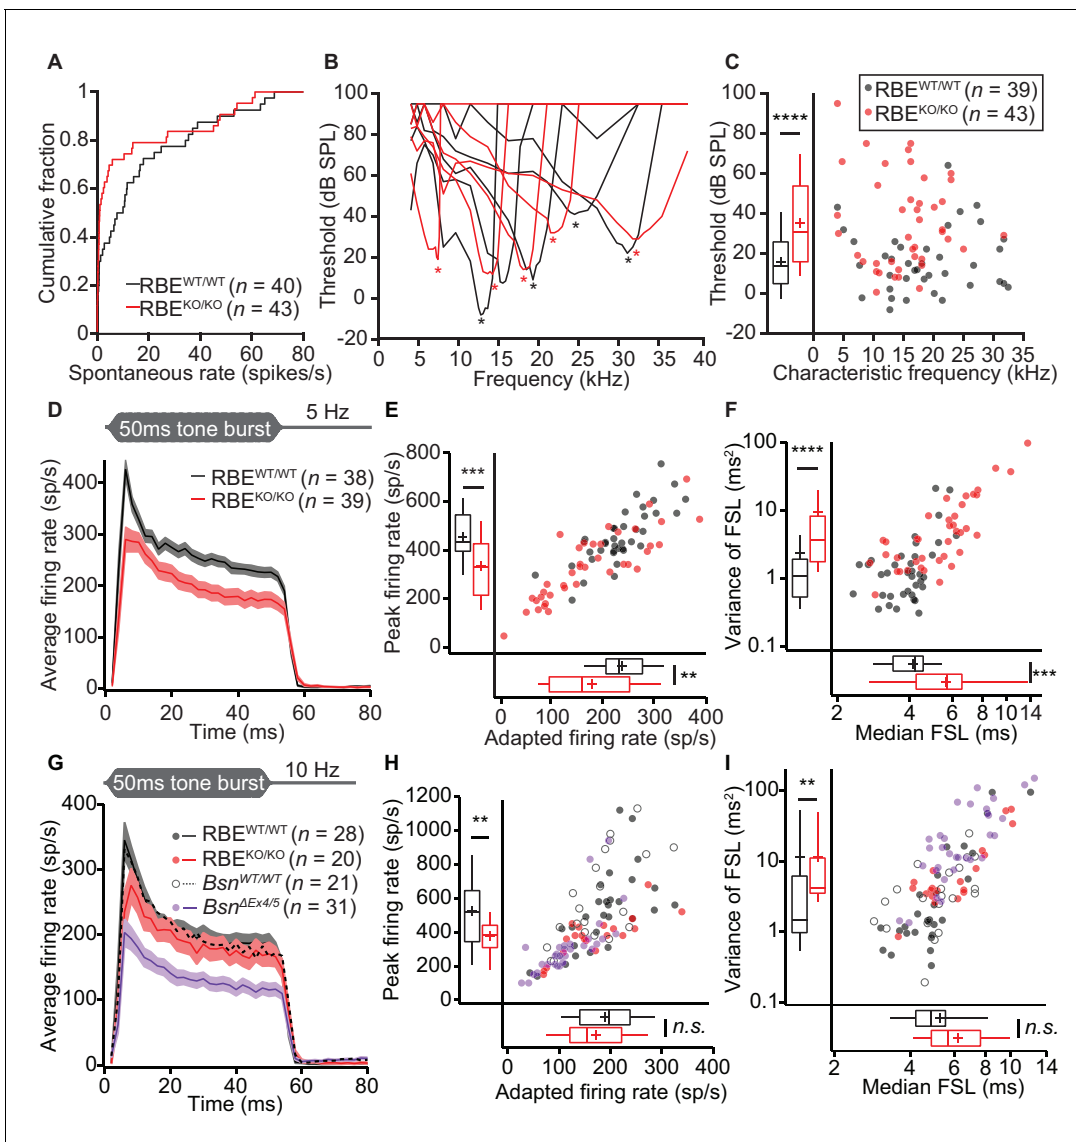 A
Cumulative fraction
1
0.8
0.6
0.4
0.2
0
RBE^WT/WT (n = 40)
RBE^KO/KO (n = 43)
0 20 40 60 80
Spontaneous rate (spikes/s)
B
Threshold (dB SPL)
100
80
60
40
20
0
-20
* * * * * * * *
0 5 10 15 20 25 30 35 40
Frequency (kHz)
C
RBE^WT/WT (n = 39)
RBE^KO/KO (n = 43)
Threshold (dB SPL)
100
80
60
40
20
0
-20
****
0 5 10 15 20 25 30 35
Characteristic frequency (kHz)
D
50ms tone burst
5 Hz
Average firing rate (sp/s)
400
300
200
100
0
RBE^WT/WT (n = 38)
RBE^KO/KO (n = 39)
0 20 40 60 80
Time (ms)
E
Peak firing rate (sp/s)
800
600
400
200
0
***
**
0 100 200 300 400
Adapted firing rate (sp/s)
F
Variance of FSL (ms²)
100
10
1
0.1
****
***
2 4 6 8 10 14
Median FSL (ms)
G
50ms tone burst
10 Hz
Average firing rate (sp/s)
400
300
200
100
0
RBE^WT/WT (n = 28)
RBE^KO/KO (n = 20)
Bsn^WT/WT (n = 21)
Bsn^ΔEx4/5 (n = 31)
0 20 40 60 80
Time (ms)
H
Peak firing rate (sp/s)
1200
1000
800
600
400
200
0
**
n.s.
0 100 200 300 400
Adapted firing rate (sp/s)
I
Variance of FSL (ms²)
100
10
1
0.1
**
n.s.
2 4 6 8 10 14
Median FSL (ms)